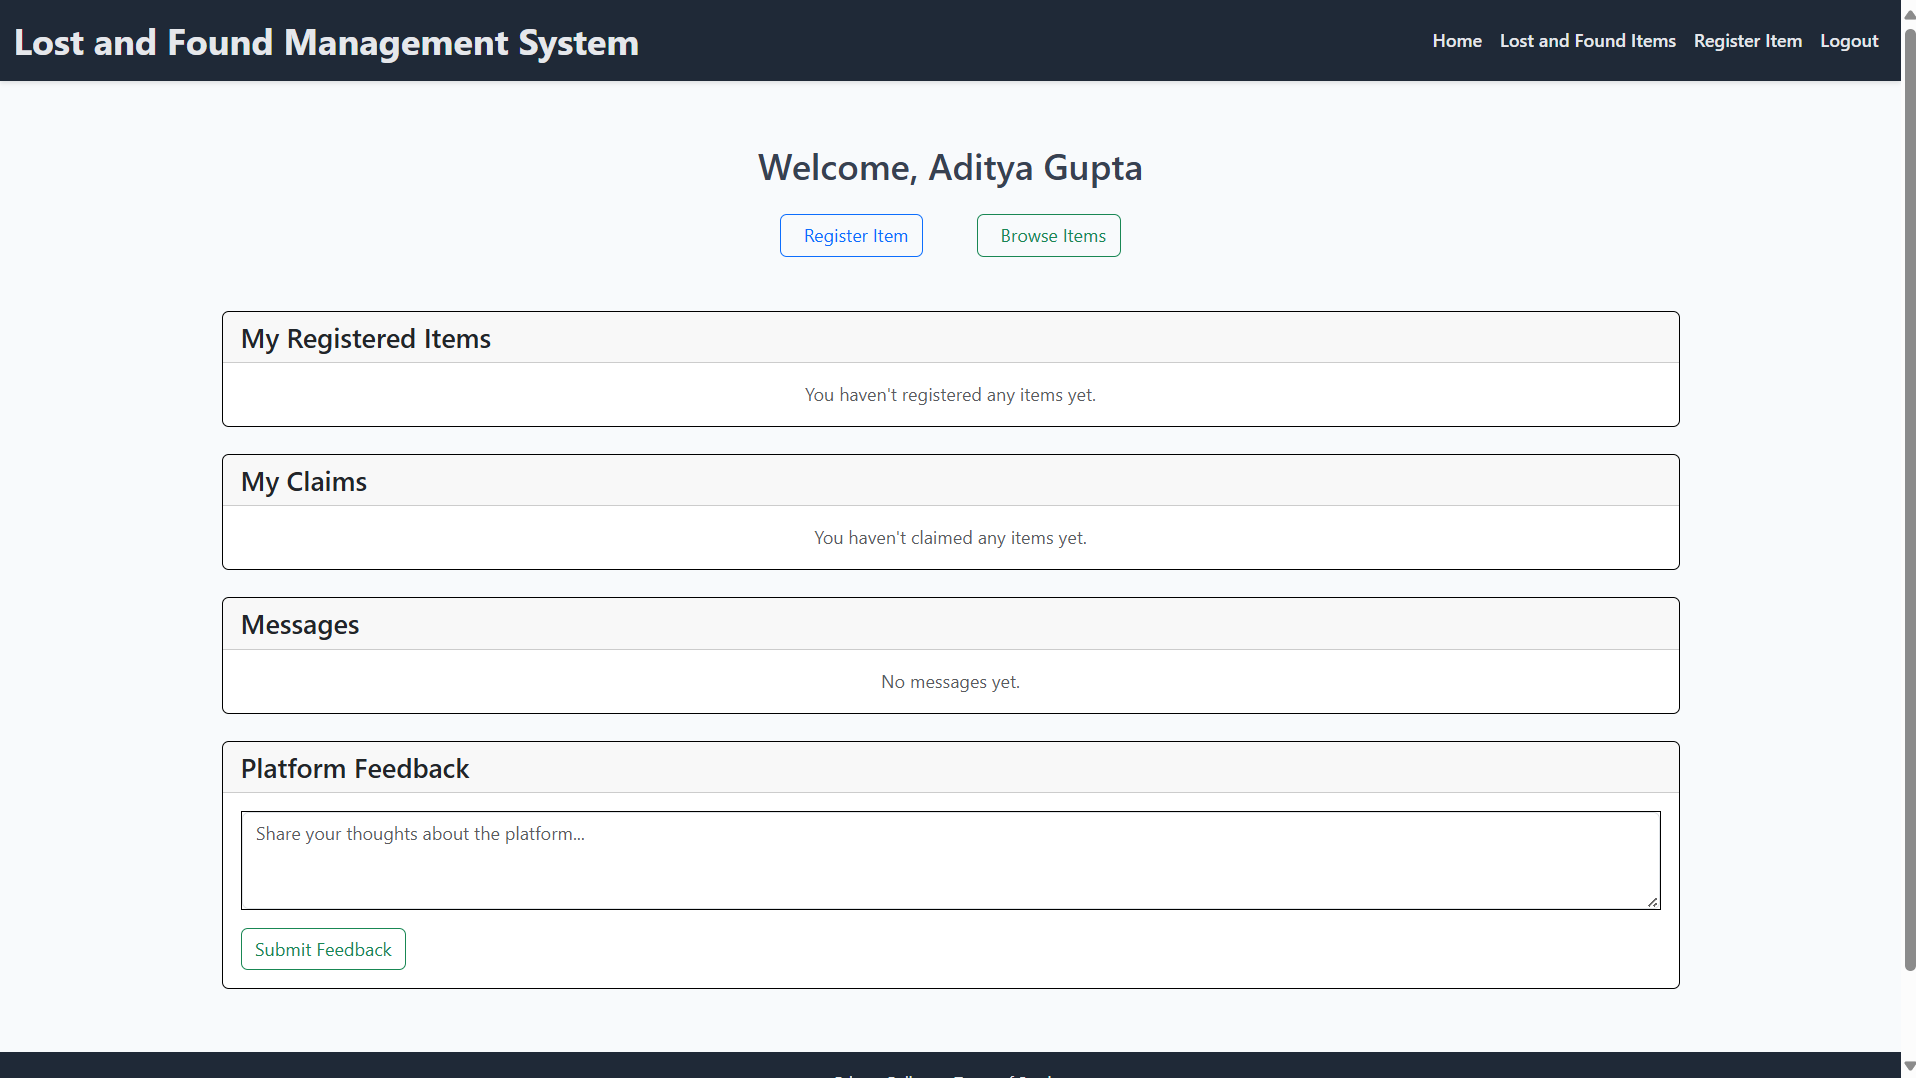 Lost and Found Management System
Home Lost and Found Items Register Item Logout
Welcome, Aditya Gupta
Register Item Browse Items
My Registered Items
You haven't registered any items yet.
My Claims
You haven't claimed any items yet.
Messages
No messages yet.
Platform Feedback
Share your thoughts about the platform...
Submit Feedback